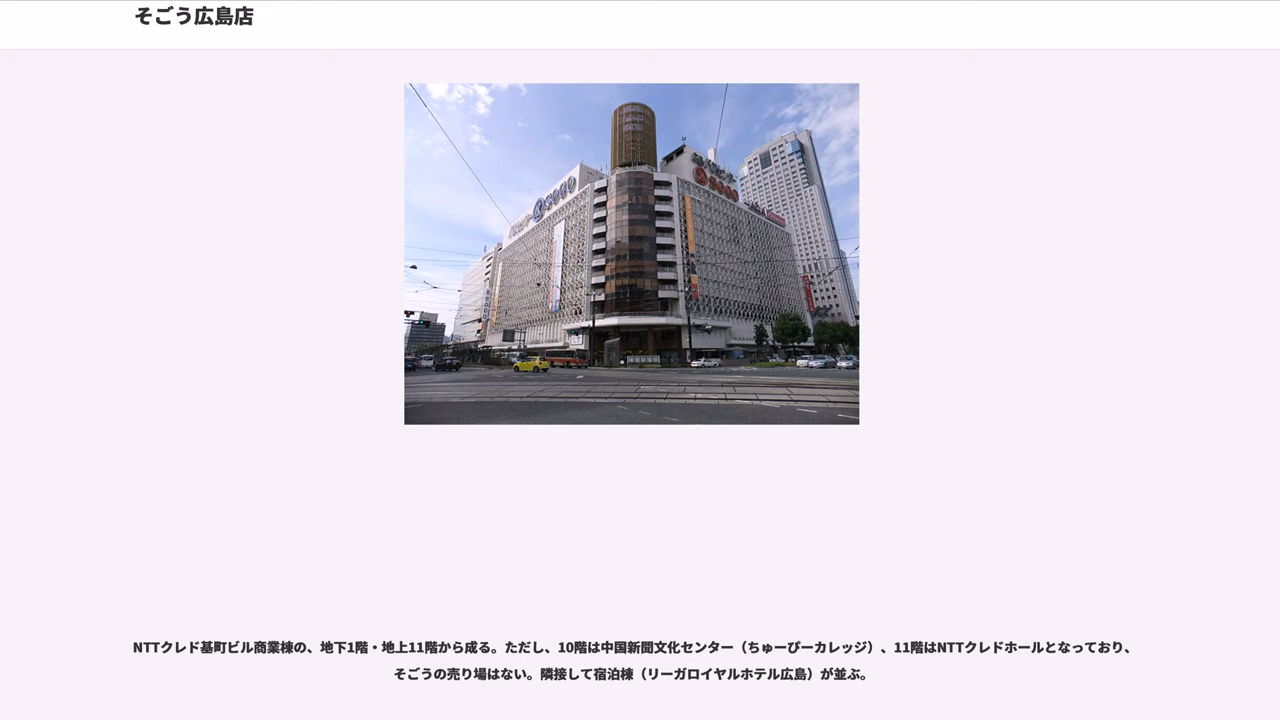 そごう広島店
SOGO
SOGO
NTTクレド基町ビル商業棟の、地下1階・地上11階から成る。ただし、10階は中国新聞文化センター（ちゅーぴーカレッジ）、11階はNTTクレドホールとなっており、
そごうの売り場はない。隣接して宿泊棟（リーガロイヤルホテル広島）が並ぶ。